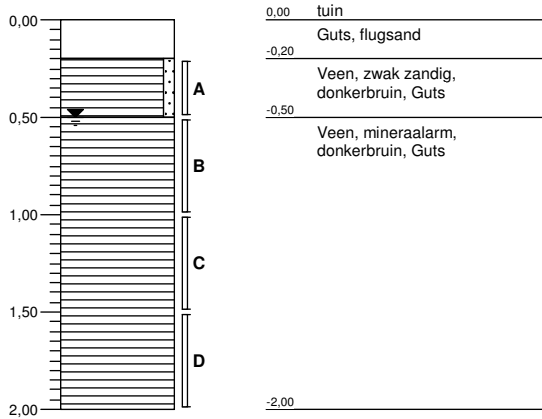 0,00
0,50
1,00
1,50
2,00
A
B
C
D
0,00 tuin
Guts, flugsand
-0,20
Veen, zwak zandig,
donkerbruin, Guts
-0,50
Veen, mineraalarm,
donkerbruin, Guts
-2,00